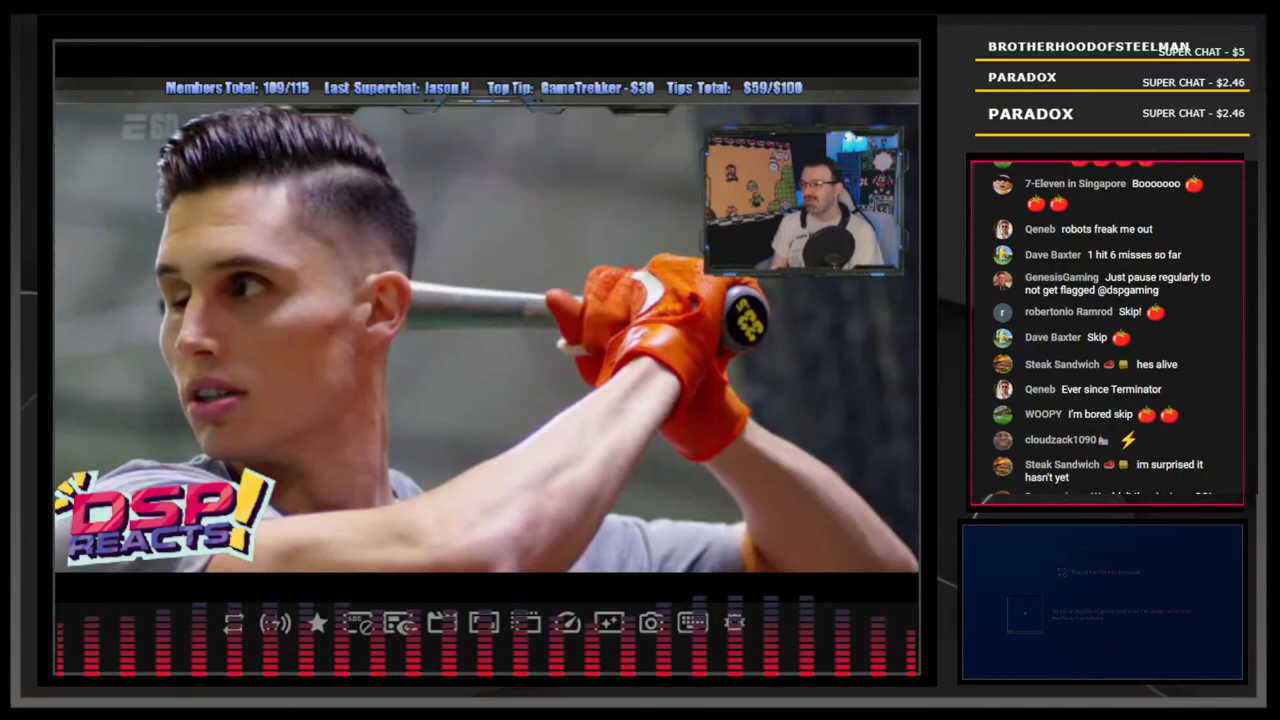 Members Total: 109/115 Last Superchat: Jason H Top Tip: GameTrekker - $30 Tips Total: $59/$100
E60
33
DSP
REACTS!
ADS
BROTHERHOODOFSTEELMAN
SUPER CHAT - $5
PARADOX
SUPER CHAT - $2.46
PARADOX
SUPER CHAT - $2.46
7-Eleven in Singapore Booooooo 🍅
🍅 🍅
Qeneb robots freak me out
Dave Baxter 1 hit 6 misses so far
GenesisGaming Just pause regularly to
not get flagged @dspgaming
r
robertonio Ramrod Skip! 🍅
Dave Baxter Skip 🍅
Steak Sandwich hes alive
Qeneb Ever since Terminator
WOOPY I'm bored skip 🍅 🍅
cloudzack1090 ⚡
Steak Sandwich im surprised it
hasn't yet